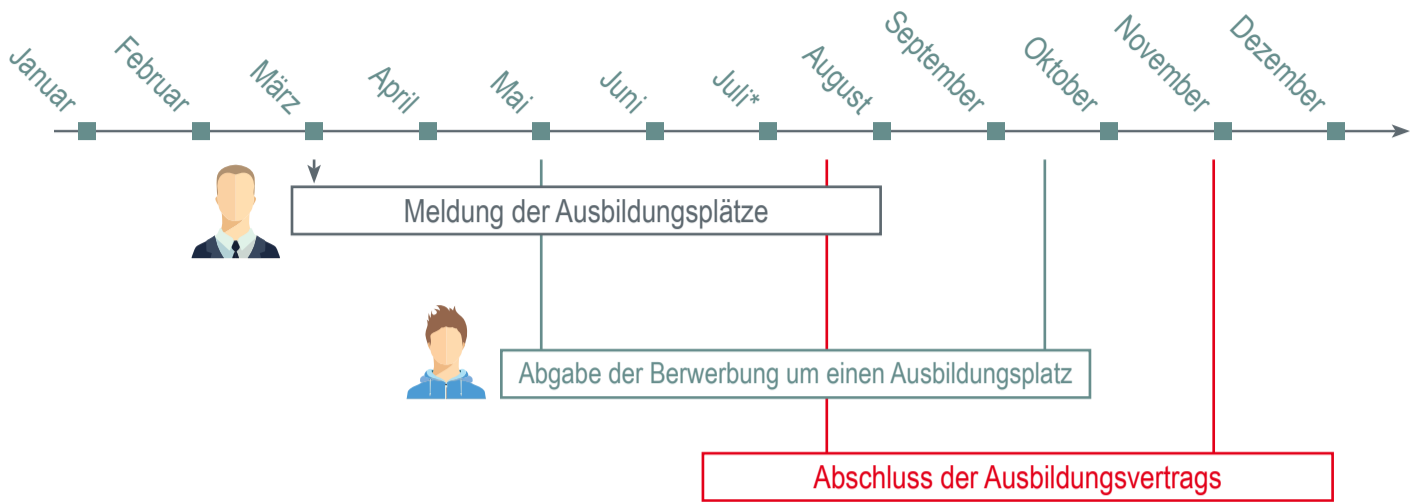 Januar
Februar
März
April
Mai
Juni
Juli*
August
September
Oktober
November
Dezember
Meldung der Ausbildungsplätze
Abgabe der Berwerbung um einen Ausbildungsplatz
Abschluss der Ausbildungsvertrags